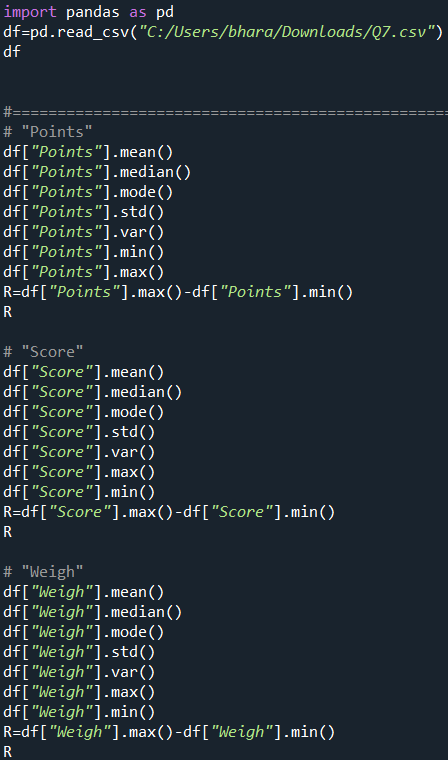 import pandas as pd
df=pd.read_csv("C:/Users/bhara/Downloads/Q7.csv")
df
#================================================
# "Points"
df["Points"].mean()
df["Points"].median()
df["Points"].mode()
df["Points"].std()
df["Points"].var()
df["Points"].min()
df["Points"].max()
R=df["Points"].max()-df["Points"].min()
R
# "Score"
df["Score"].mean()
df["Score"].median()
df["Score"].mode()
df["Score"].std()
df["Score"].var()
df["Score"].max()
df["Score"].min()
R=df["Score"].max()-df["Score"].min()
R
# "Weigh"
df["Weigh"].mean()
df["Weigh"].median()
df["Weigh"].mode()
df["Weigh"].std()
df["Weigh"].var()
df["Weigh"].max()
df["Weigh"].min()
R=df["Weigh"].max()-df["Weigh"].min()
R